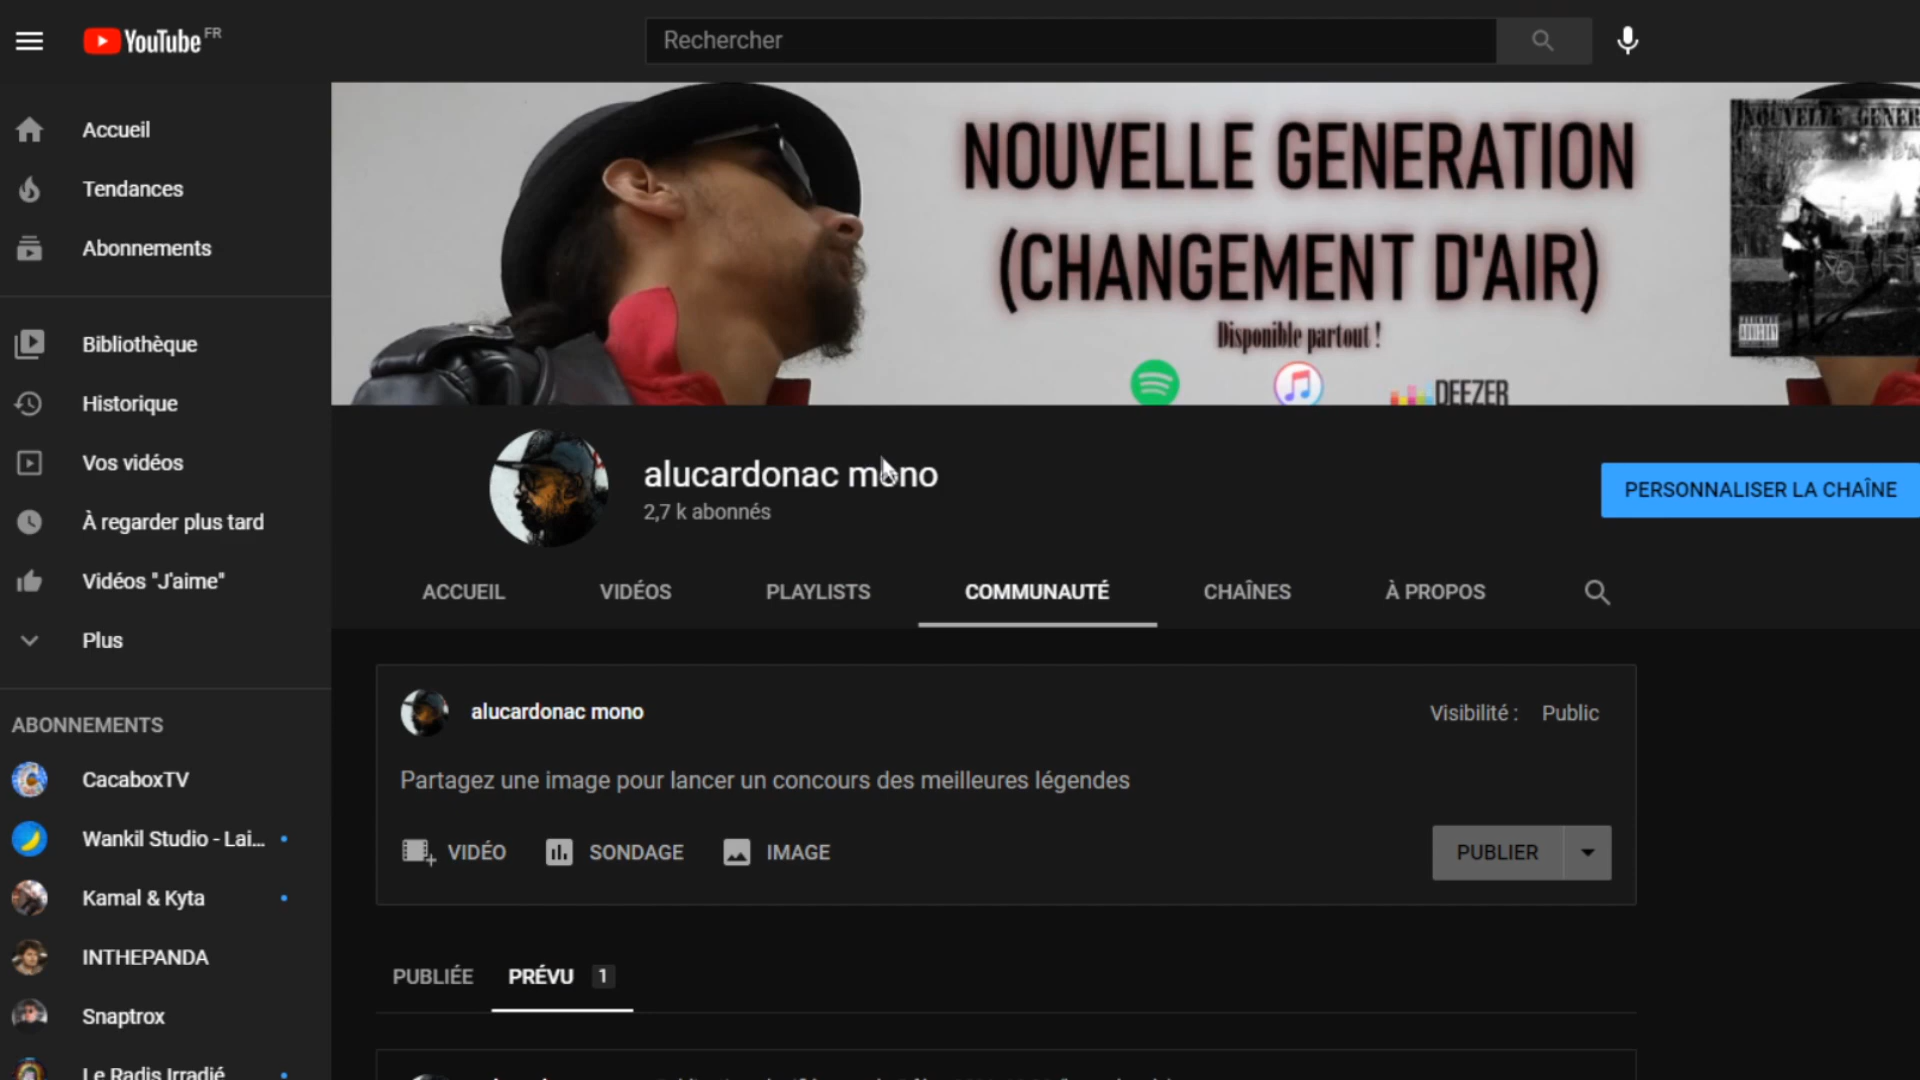 YouTube FR
Rechercher
Accueil
Tendances
Abonnements
Bibliothèque
Historique
Vos vidéos
À regarder plus tard
Vidéos "J'aime"
Plus
ABONNEMENTS
CacaboxTV
Wankil Studio - Lai...
Kamal & Kyta
INTHEPANDA
Snaptrox
Le Radis Irradié
NOUVELLE GENERATION
(CHANGEMENT D'AIR)
Disponible partout !
DEEZER
NOUVELLE GENER
ADVISORY
alucardonac mono
2,7 k abonnés
PERSONNALISER LA CHAÎNE
ACCUEIL VIDÉOS PLAYLISTS COMMUNAUTÉ CHAÎNES À PROPOS
alucardonac mono
Visibilité : Public
Partagez une image pour lancer un concours des meilleures légendes
VIDÉO SONDAGE IMAGE
PUBLIER
PUBLIÉE PRÉVU 1